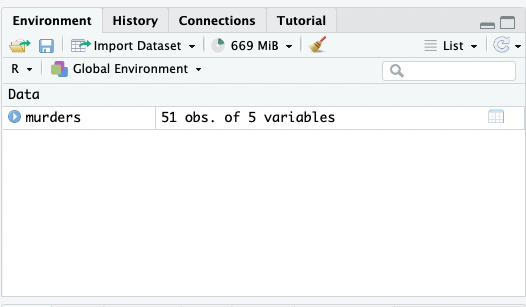 Environment History Connections Tutorial
Import Dataset 669 MiB List
R Global Environment
Data
murders 51 obs. of 5 variables